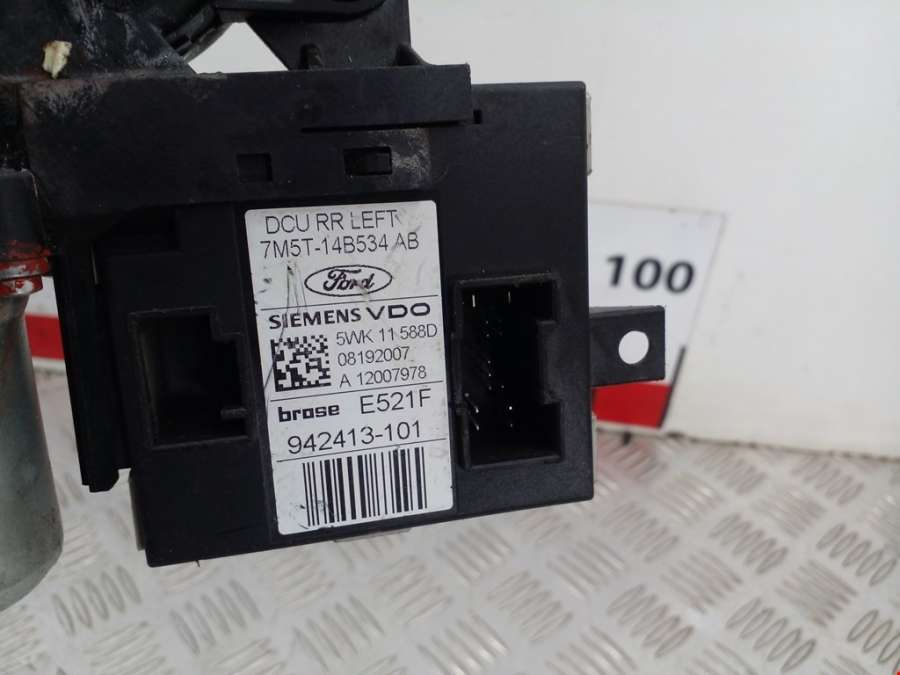 DCU RR LEFT
7M5T-14B534 AB
Ford
SIEMENS VDO
5WK 11 588D
08192007
A 12007978
brose E521F
942413-101
100